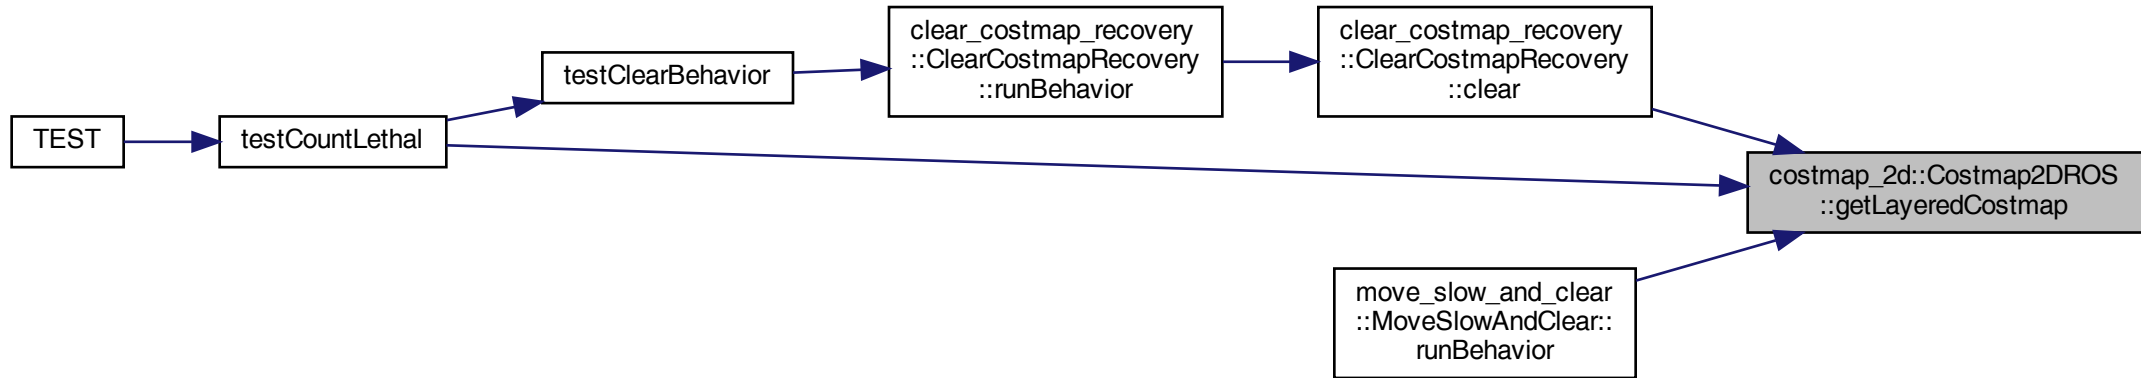 TEST
testCountLethal
testClearBehavior
clear_costmap_recovery
::ClearCostmapRecovery
::runBehavior
clear_costmap_recovery
::ClearCostmapRecovery
::clear
costmap_2d::Costmap2DROS
::getLayeredCostmap
move_slow_and_clear
::MoveSlowAndClear::
runBehavior